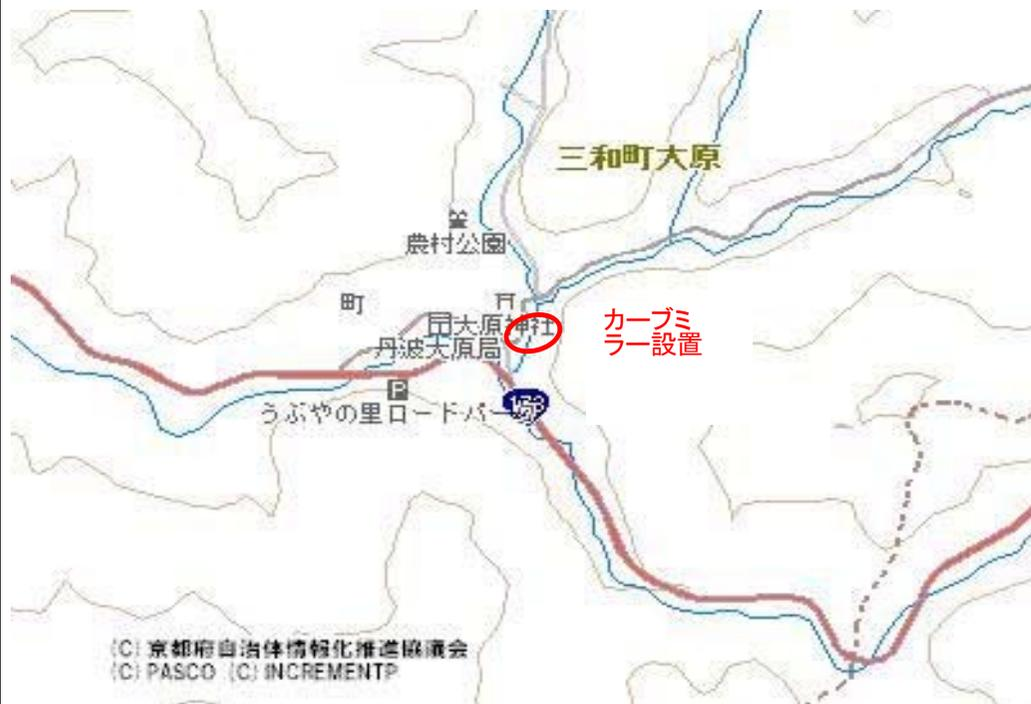 三和町大原
農村公園
町
大原神社
カーブミ
ラー設置
丹波大原局
P
173
うぶやの里ロードパー
(C) 京都府自治体情報化推進協議会
(C) PASCO (C) INCREMENTP